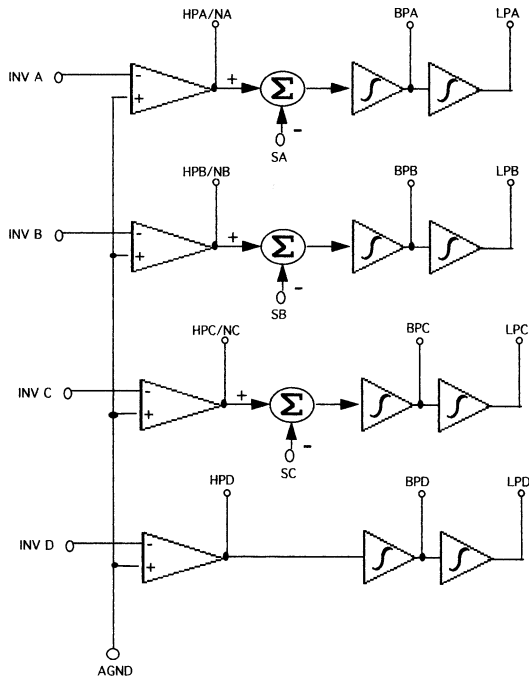 HPA/NA BPA LPA
INV A - + + Σ ∫ ∫
-
SA
HPB/NB BPB LPB
INV B - + + Σ ∫ ∫
-
SB
HPC/NC BPC LPC
INV C - + + Σ ∫ ∫
-
SC
HPD BPD LPD
INV D - + ∫ ∫
AGND